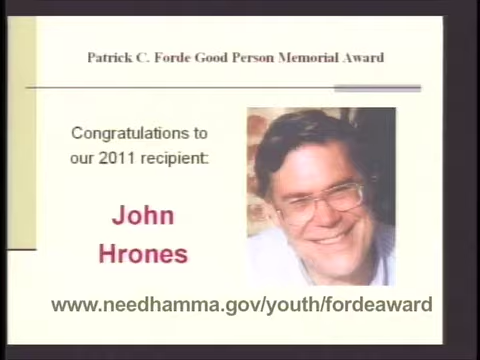 Patrick C. Forde Good Person Memorial Award
Congratulations to
our 2011 recipient:
John
Hrones
www.needhamma.gov/youth/fordeaward